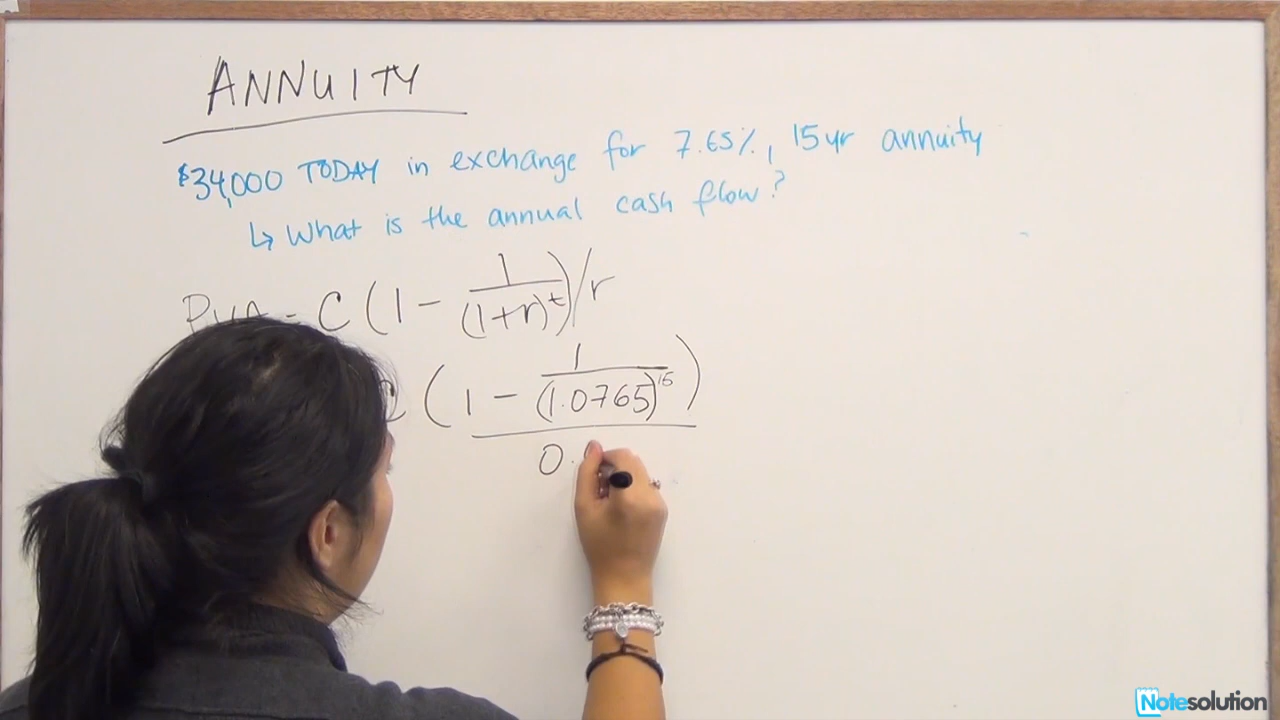 ANNUITY
$34,000 TODAY in exchange for 7.65%, 15yr annuity
↳ What is the annual cash flow?
C (1 - 1/(1+r)^t)/r
C (1 - 1/(1.0765)^15)
0.
Notesolution